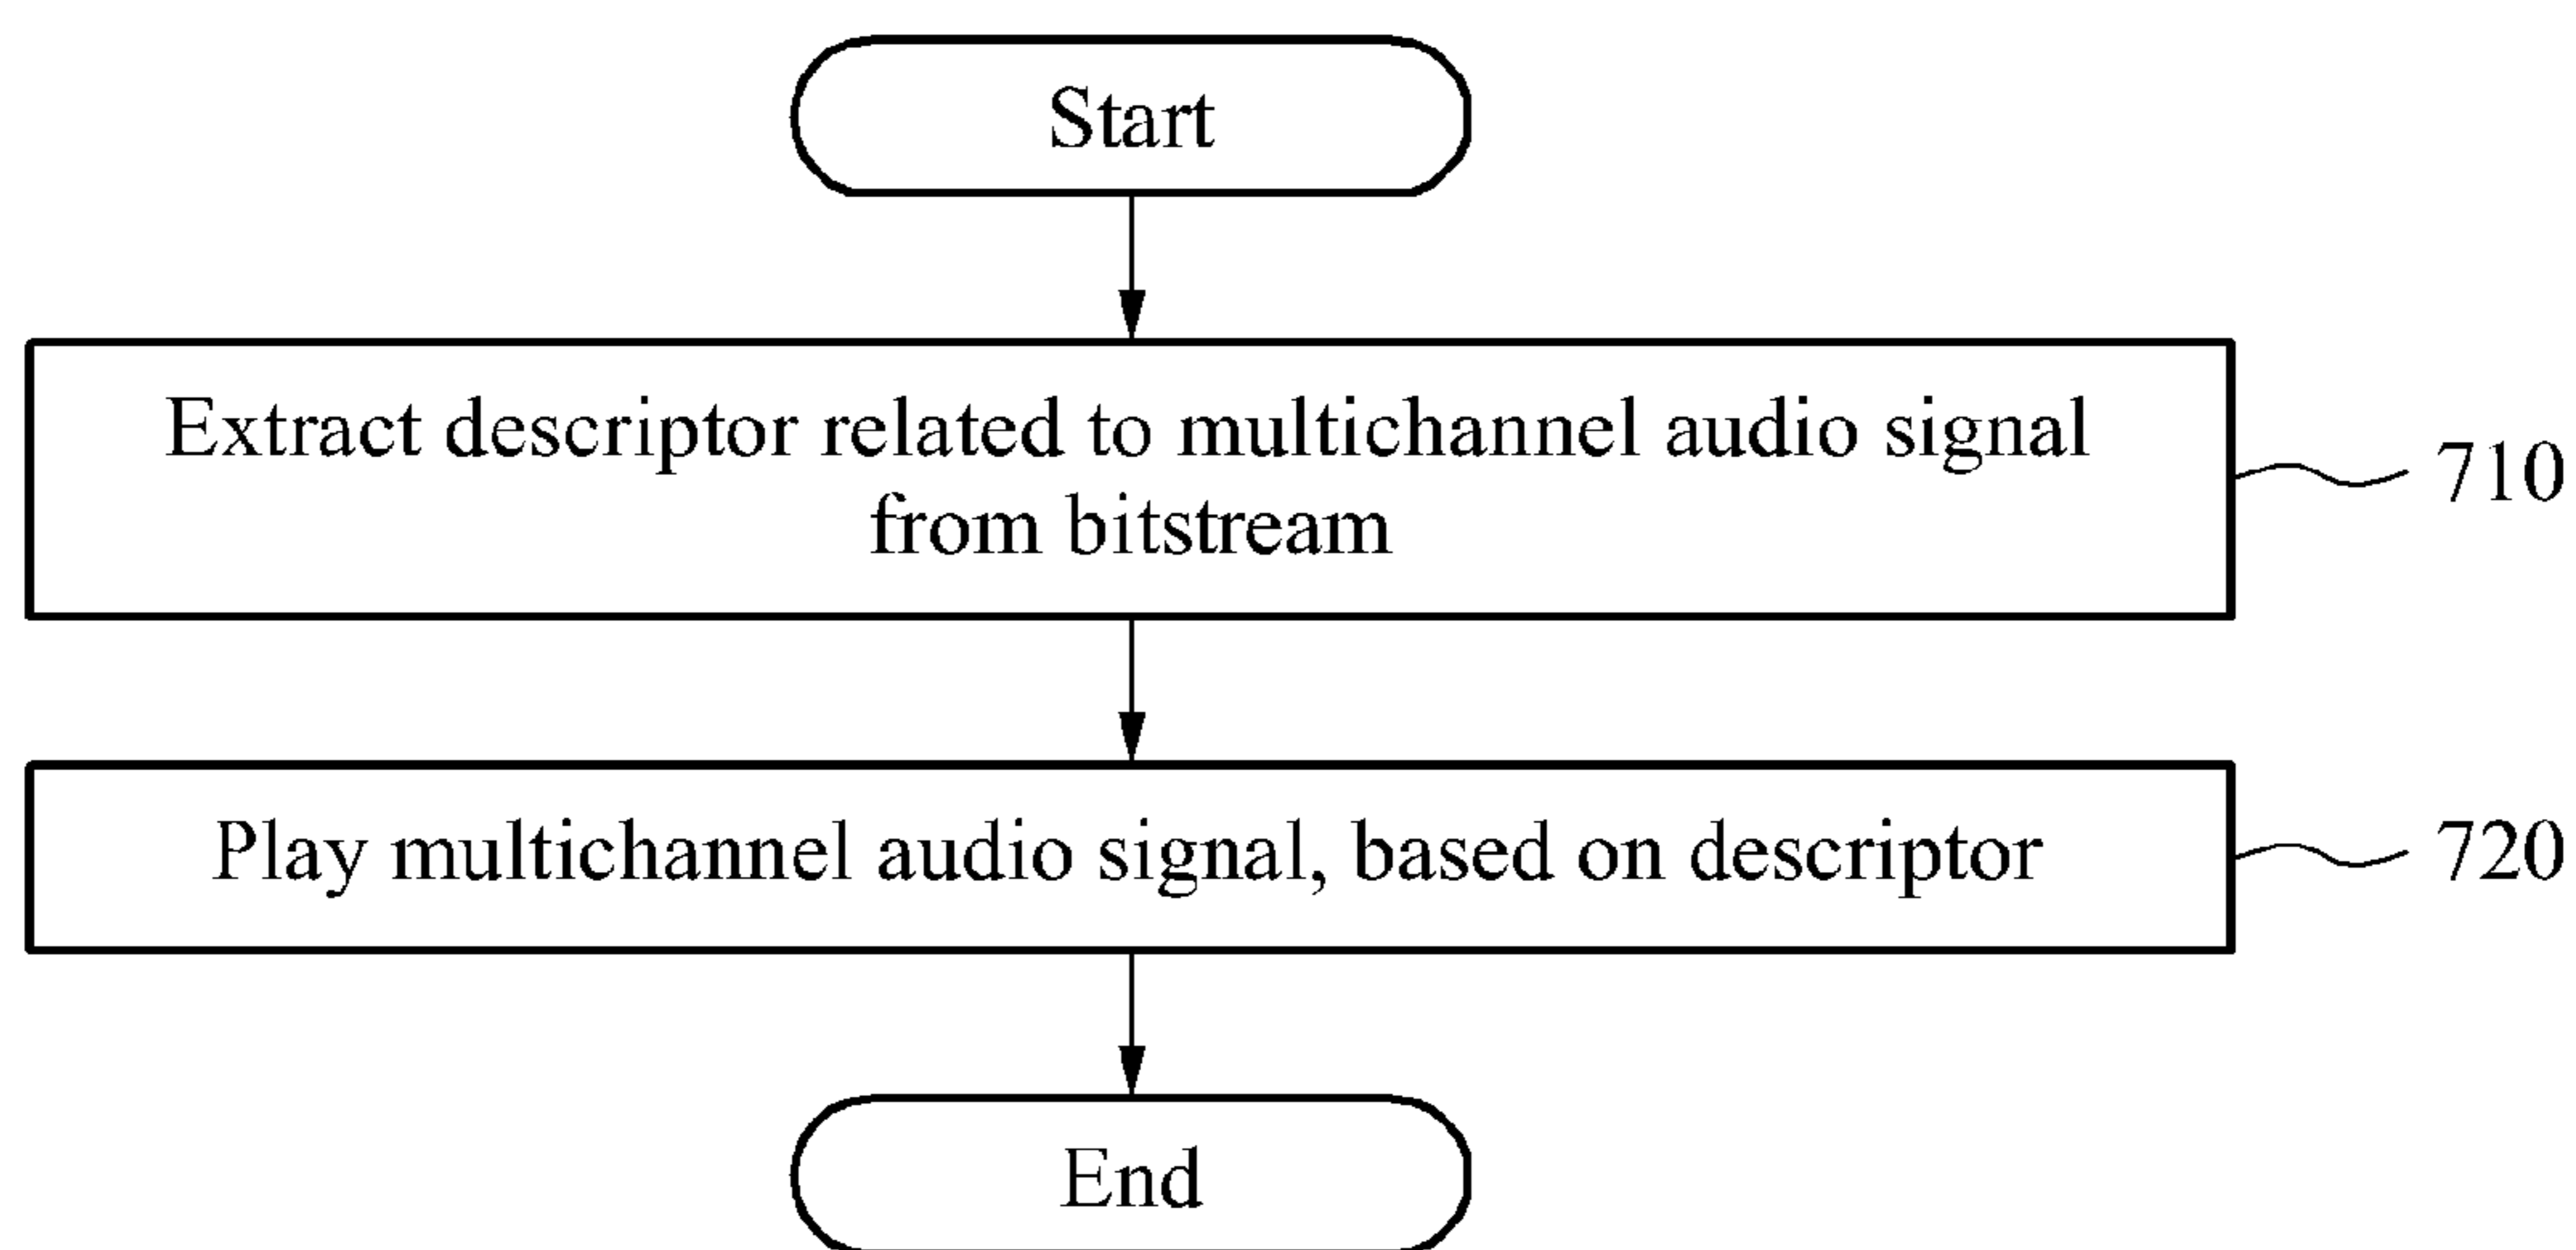 Start
Extract descriptor related to multichannel audio signal
from bitstream
710
Play multichannel audio signal, based on descriptor
720
End